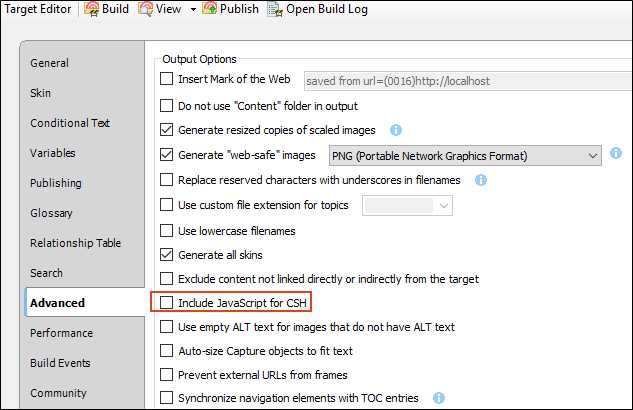 Target Editor Build View Publish Open Build Log
General
Skin
Conditional Text
Variables
Publishing
Glossary
Relationship Table
Search
Advanced
Performance
Build Events
Community
Output Options
Insert Mark of the Web saved from url=(0016)http://localhost
Do not use "Content" folder in output
Generate resized copies of scaled images
Generate "web-safe" images PNG (Portable Network Graphics Format)
Replace reserved characters with underscores in filenames
Use custom file extension for topics
Use lowercase filenames
Generate all skins
Exclude content not linked directly or indirectly from the target
Include JavaScript for CSH
Use empty ALT text for images that do not have ALT text
Auto-size Capture objects to fit text
Prevent external URLs from frames
Synchronize navigation elements with TOC entries